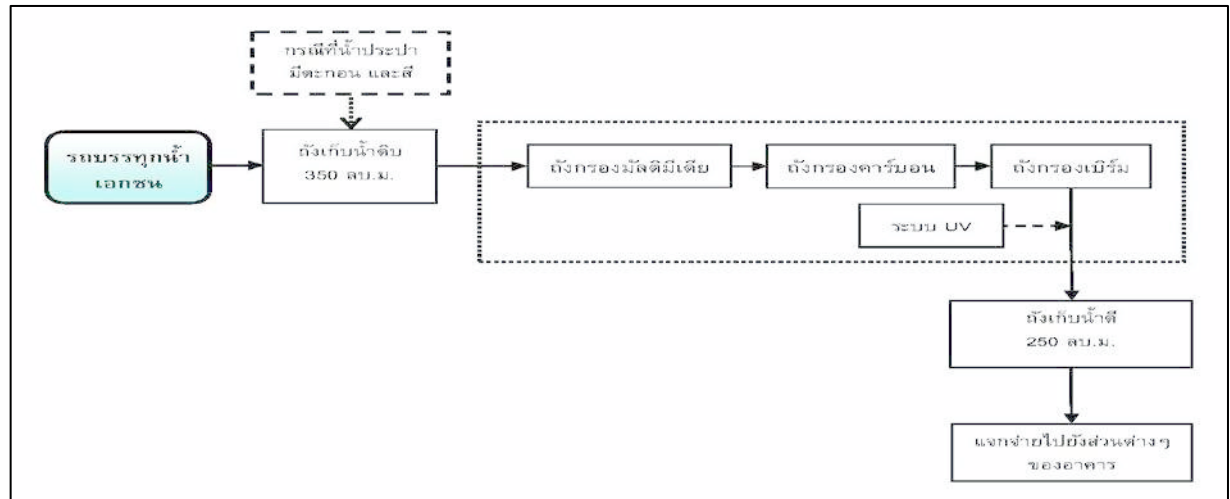 กรณีที่น้ำประปา
มีตะกอน และสี
รถบรรทุกน้ำ
เอกชน
ถังเก็บน้ำดิบ
350 ลบ.ม.
ถังกรองมัลติมีเดีย
ถังกรองคาร์บอน
ถังกรองเบิร์ม
ระบบ UV
ถังเก็บน้ำดี
250 ลบ.ม.
แจกจ่ายไปยังส่วนต่างๆ
ของอาคาร